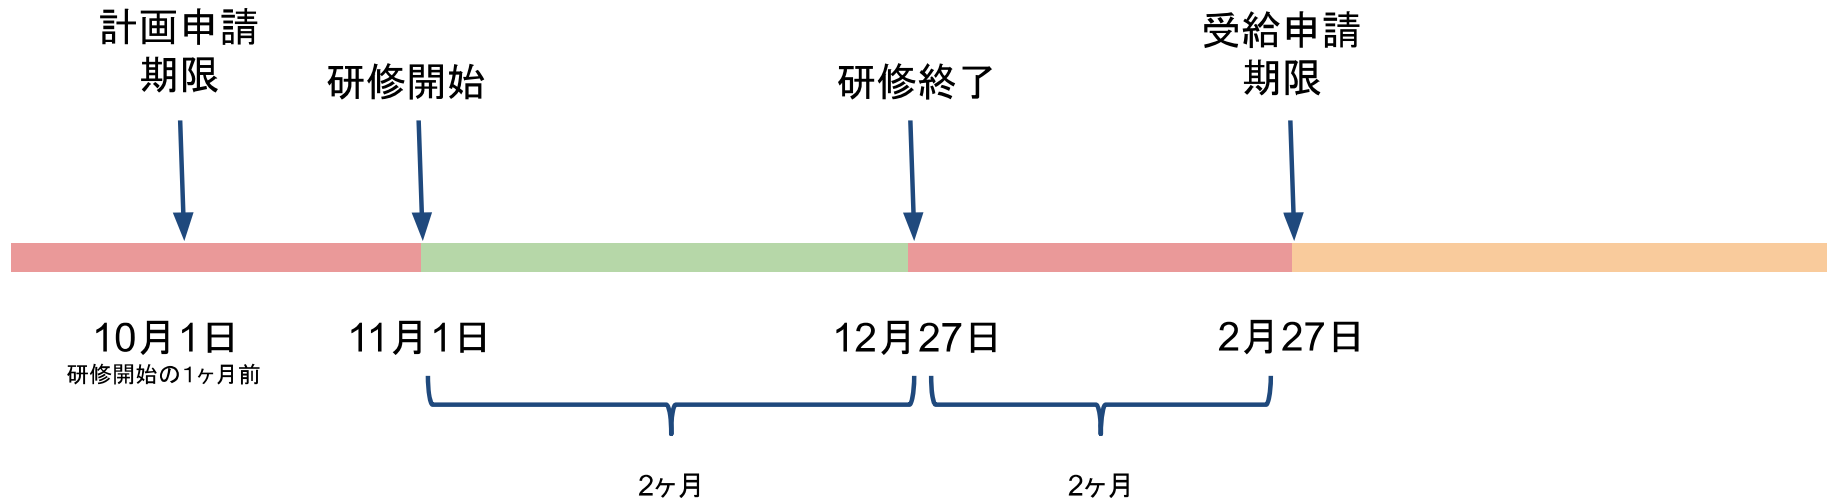 計画申請
期限
研修開始
研修終了
受給申請
期限
10月1日
研修開始の1ヶ月前
11月1日
12月27日
2月27日
2ヶ月
2ヶ月